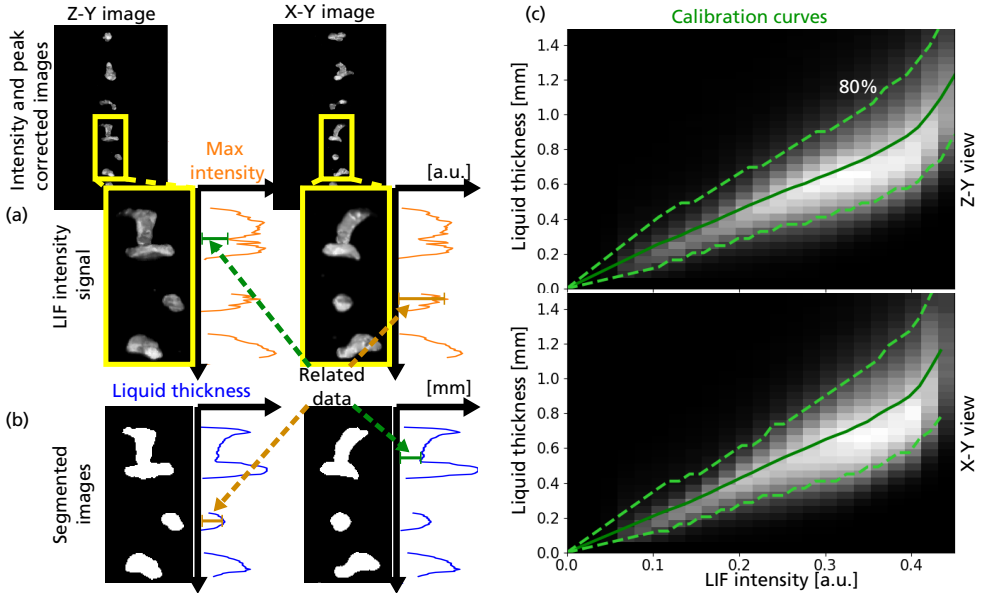 Z-Y image
X-Y image
Intensity and peak
corrected images
Max
intensity
[a.u.]
(a)
LIF intensity
signal
Related
data
Liquid thickness
[mm]
(b)
Segmented
images
(c)
Calibration curves
80%
Liquid thickness [mm]
1.4
1.2
1.0
0.8
0.6
0.4
0.2
0.0
Z-Y view
Liquid thickness [mm]
1.4
1.2
1.0
0.8
0.6
0.4
0.2
0.0
X-Y view
0.0 0.1 0.2 0.3 0.4
LIF intensity [a.u.]